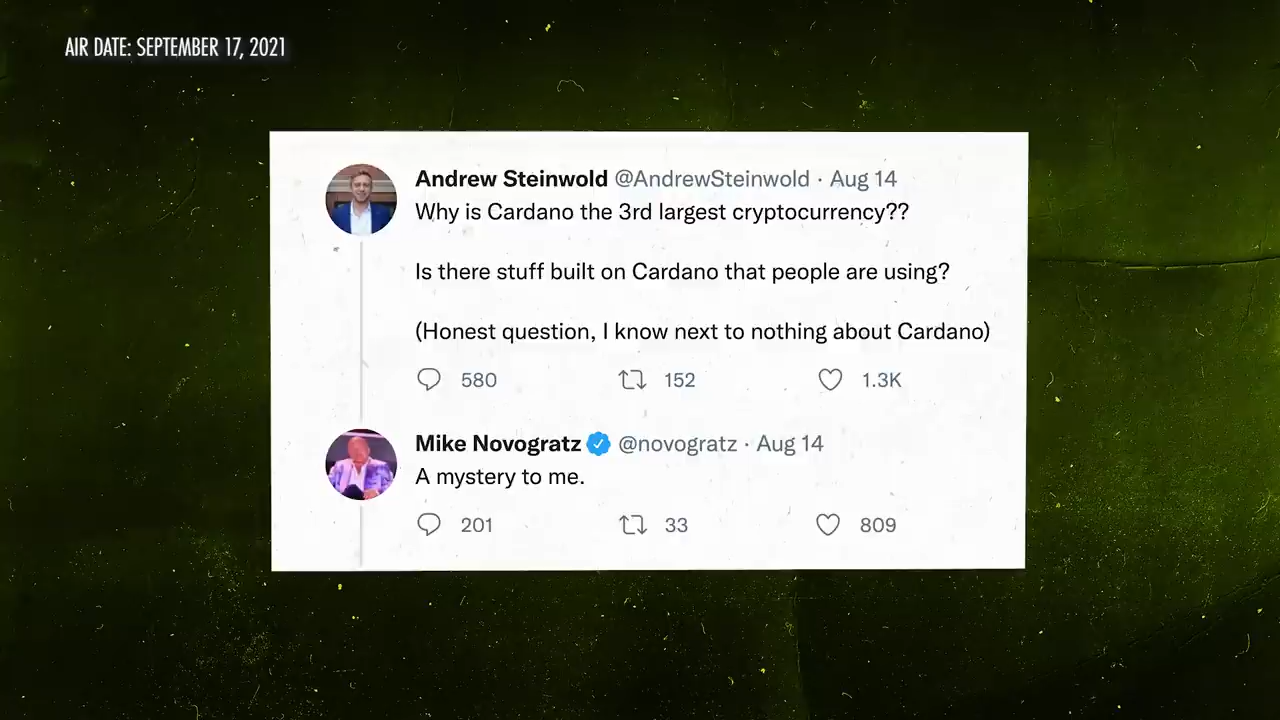 AIR DATE: SEPTEMBER 17, 2021
Andrew Steinwold @AndrewSteinwold · Aug 14
Why is Cardano the 3rd largest cryptocurrency??
Is there stuff built on Cardano that people are using?
(Honest question, I know next to nothing about Cardano)
580 152 1.3K
Mike Novogratz @novogratz · Aug 14
A mystery to me.
201 33 809